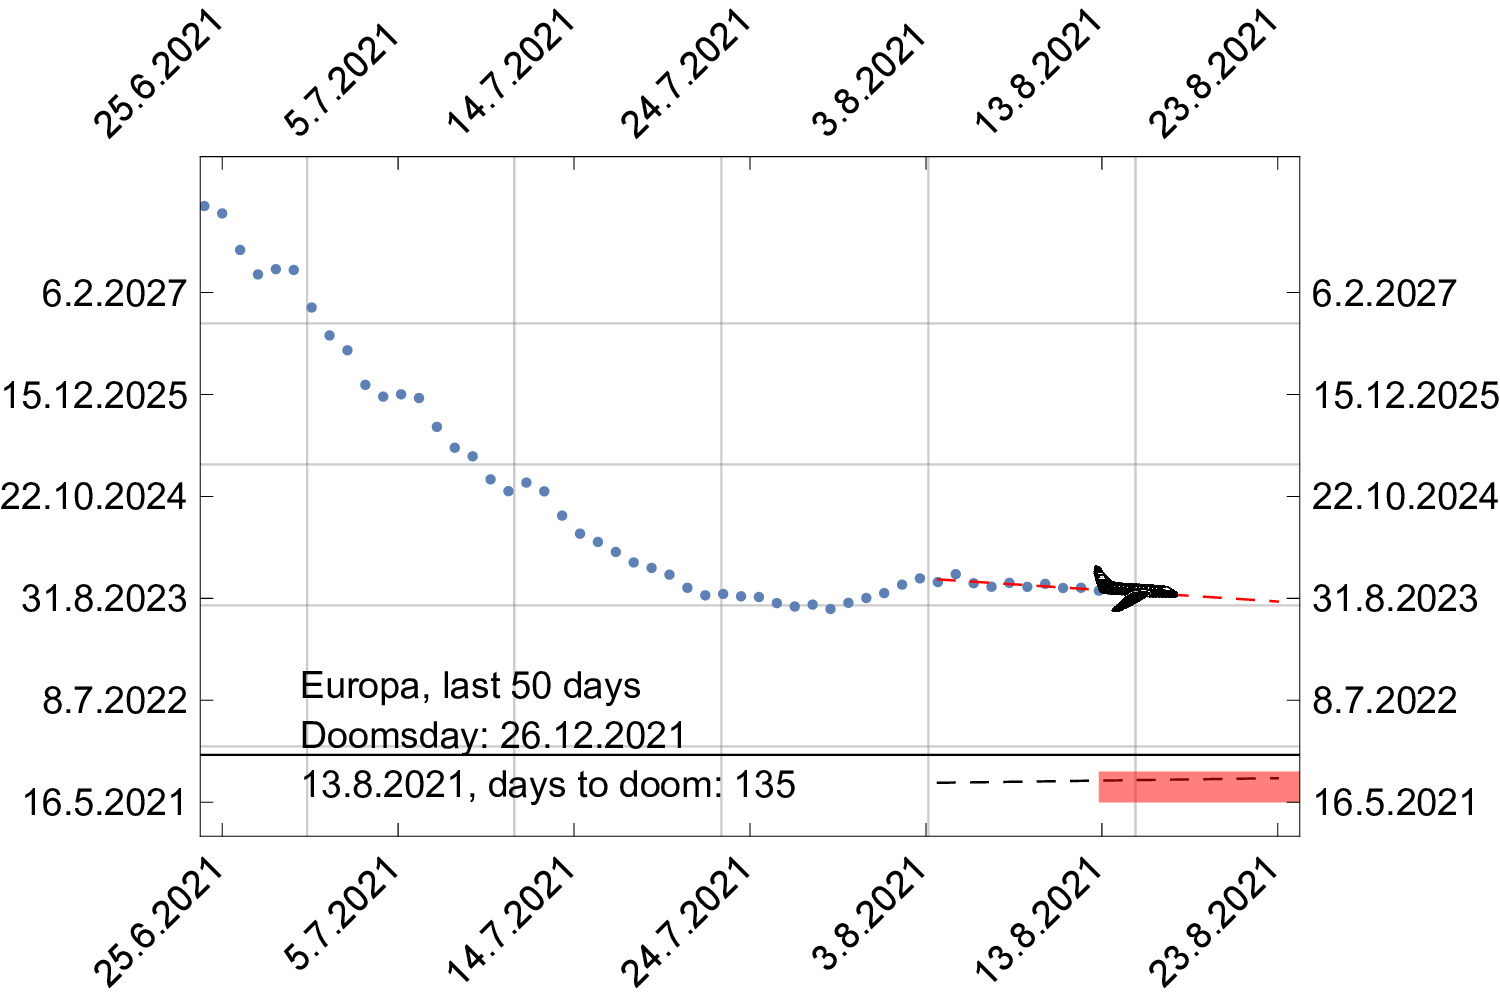 25.6.2021 5.7.2021 14.7.2021 24.7.2021 3.8.2021 13.8.2021 23.8.2021
6.2.2027 6.2.2027
15.12.2025 15.12.2025
22.10.2024 22.10.2024
31.8.2023 31.8.2023
Europa, last 50 days
8.7.2022 8.7.2022
Doomsday: 26.12.2021
13.8.2021, days to doom: 135
16.5.2021 16.5.2021
25.6.2021 5.7.2021 14.7.2021 24.7.2021 3.8.2021 13.8.2021 23.8.2021